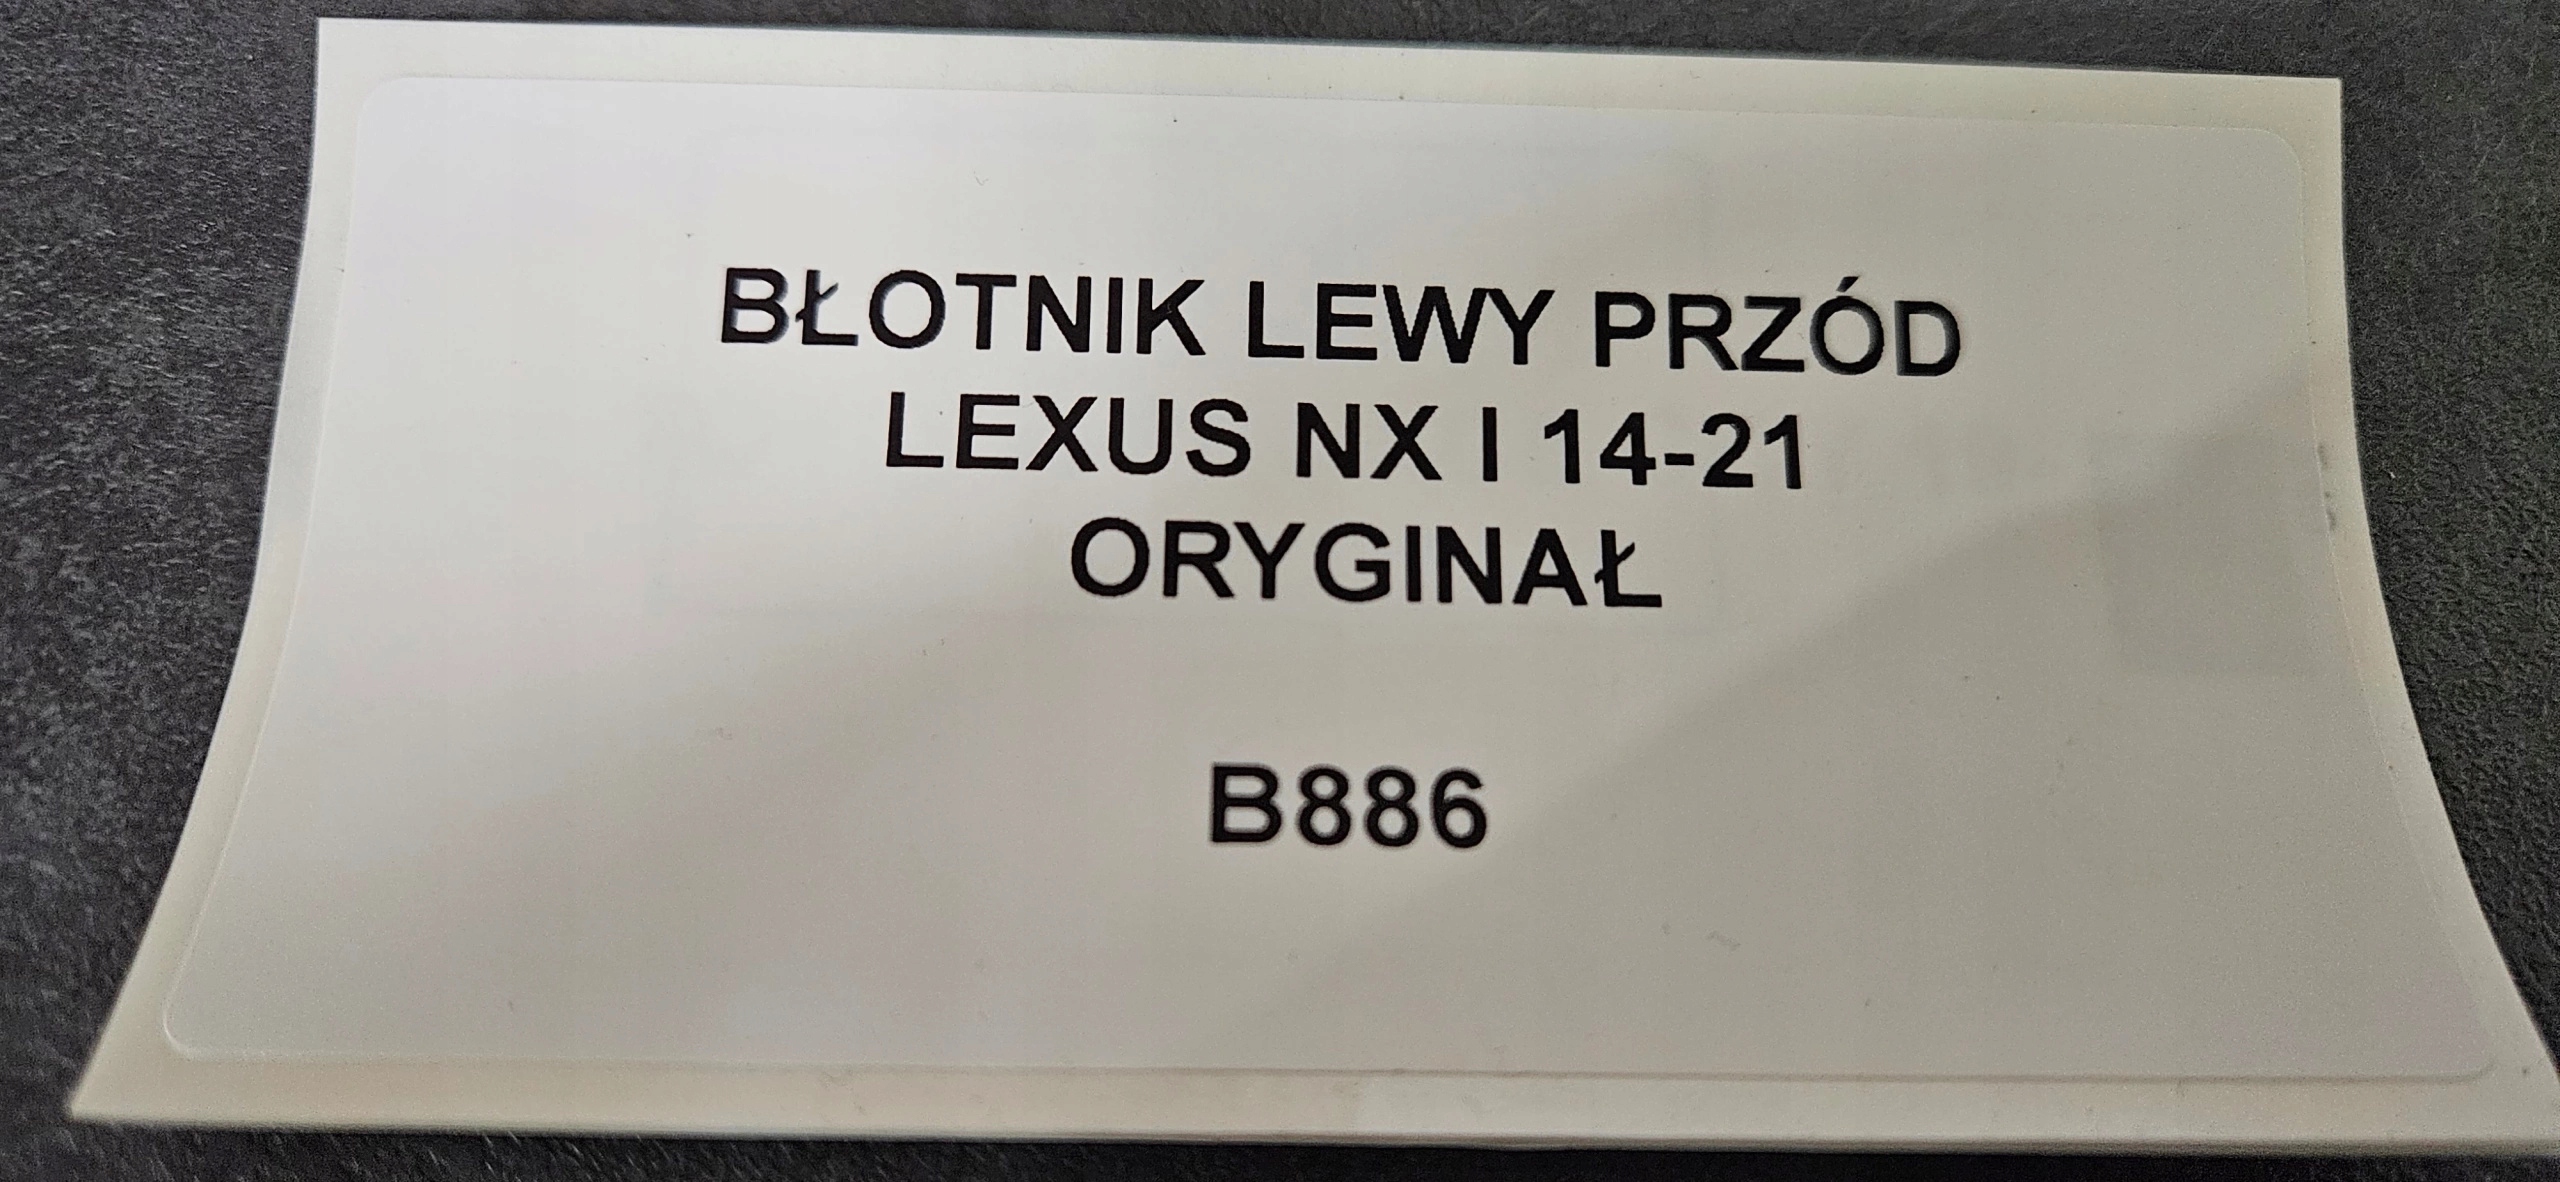 BŁOTNIK LEWY PRZÓD
LEXUS NX I 14-21
ORYGINAŁ
B886